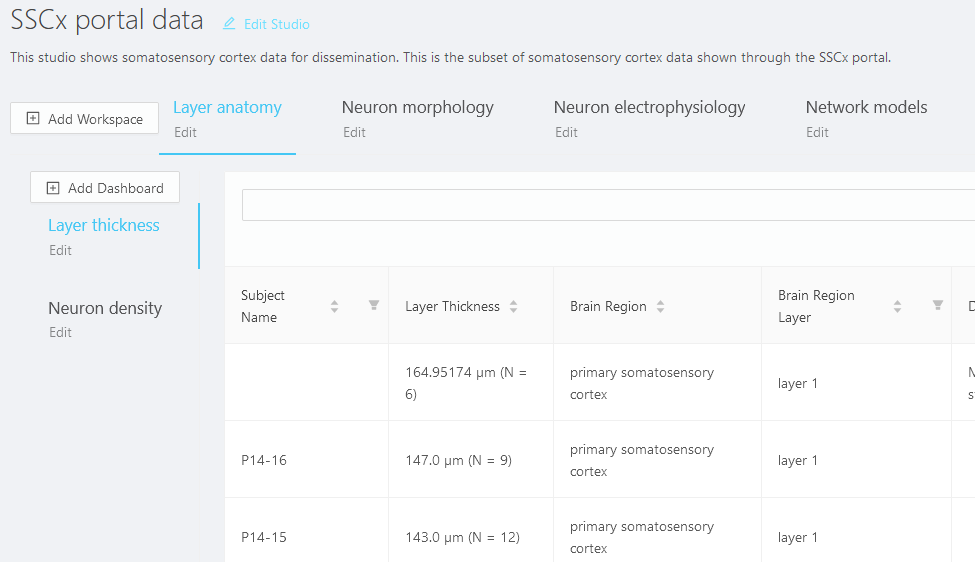 SSCx portal data
Edit Studio
This studio shows somatosensory cortex data for dissemination. This is the subset of somatosensory cortex data shown through the SSCx portal.
Add Workspace
Layer anatomy
Edit
Neuron morphology
Edit
Neuron electrophysiology
Edit
Network models
Edit
Add Dashboard
Layer thickness
Edit
Neuron density
Edit
Subject
Name
Layer Thickness
Brain Region
Brain Region
Layer
164.95174 µm (N =
6)
primary somatosensory
cortex
layer 1
P14-16
147.0 µm (N = 9)
primary somatosensory
cortex
layer 1
P14-15
143.0 µm (N = 12)
primary somatosensory
cortex
layer 1